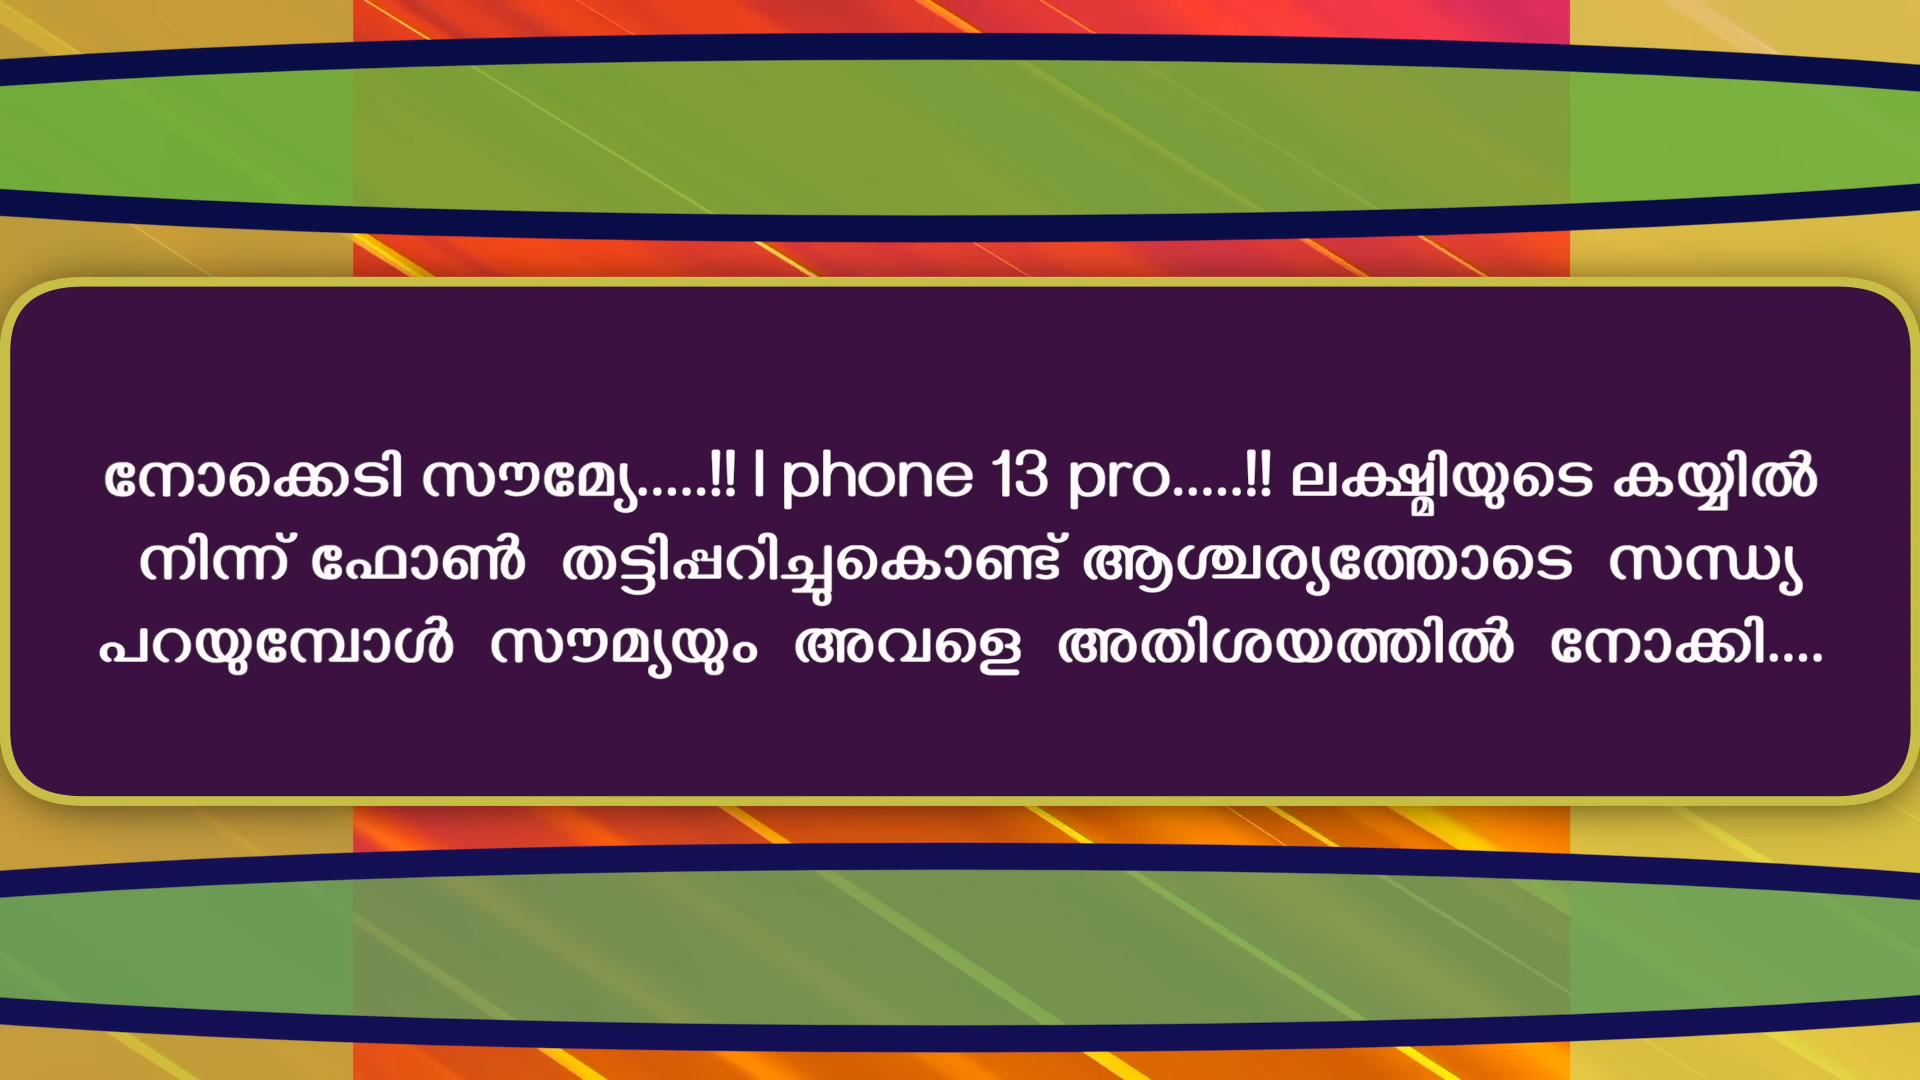 നോക്കെടി സൗമ്യേ.....!! I phone 13 pro.....!! ലക്ഷ്മിയുടെ കയ്യിൽ
നിന്ന് ഫോൺ തട്ടിപ്പറിച്ചുകൊണ്ട് ആശ്ചര്യത്തോടെ സന്ധ്യ
പറയുമ്പോൾ സൗമ്യയും അവളെ അതിശയത്തിൽ നോക്കി....